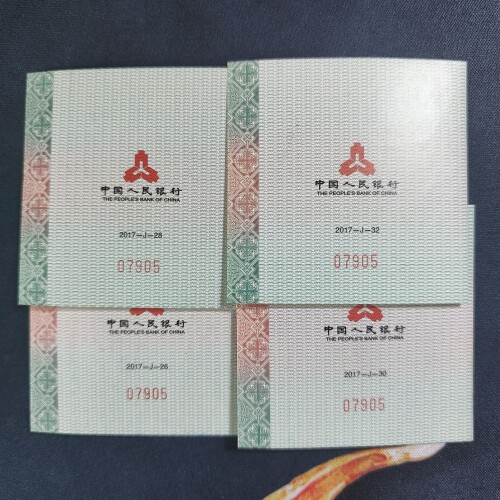 中国人民银行
THE PEOPLE'S BANK OF CHINA
2017-J-28
07905
中国人民银行
THE PEOPLE'S BANK OF CHINA
2017-J-32
07905
中国人民银行
THE PEOPLE'S BANK OF CHINA
2017-J-26
07905
中国人民银行
THE PEOPLE'S BANK OF CHINA
2017-J-30
07905